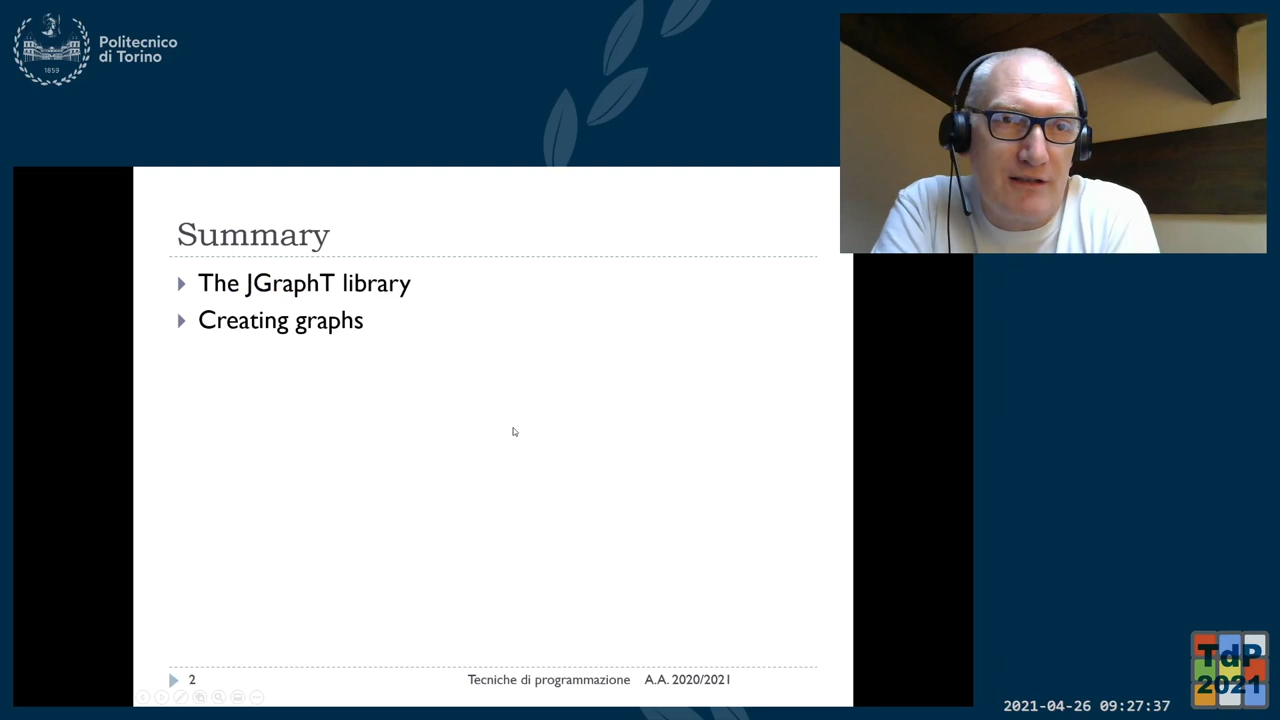 Politecnico
di Torino
1859
Summary
The JGraphT library
Creating graphs
2
Tecniche di programmazione A.A. 2020/2021
TdP
2021
2021-04-26 09:27:37